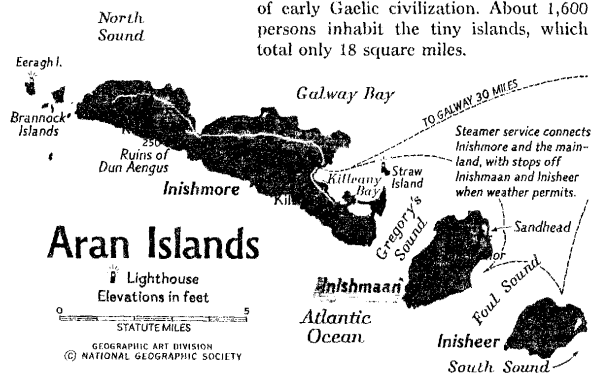 of early Gaelic civilization. About 1,600
persons inhabit the tiny islands, which
total only 18 square miles.
North
Sound
Eeragh I.
Brannock
Islands
Galway Bay
TO GALWAY 30 MILES
250
Ruins of
Dun Aengus
Inishmore
Killeany
Bay
Straw
Island
Steamer service connects
Inishmore and the main-
land, with stops off
Inishmaan and Inisheer
when weather permits.
Gregory's
Sound
Sandhead
Aran Islands
Lighthouse
Elevations in feet
0 5
STATUTE MILES
GEOGRAPHIC ART DIVISION
© NATIONAL GEOGRAPHIC SOCIETY
Inishmaan
Atlantic
Ocean
Foul Sound
Inisheer
South Sound